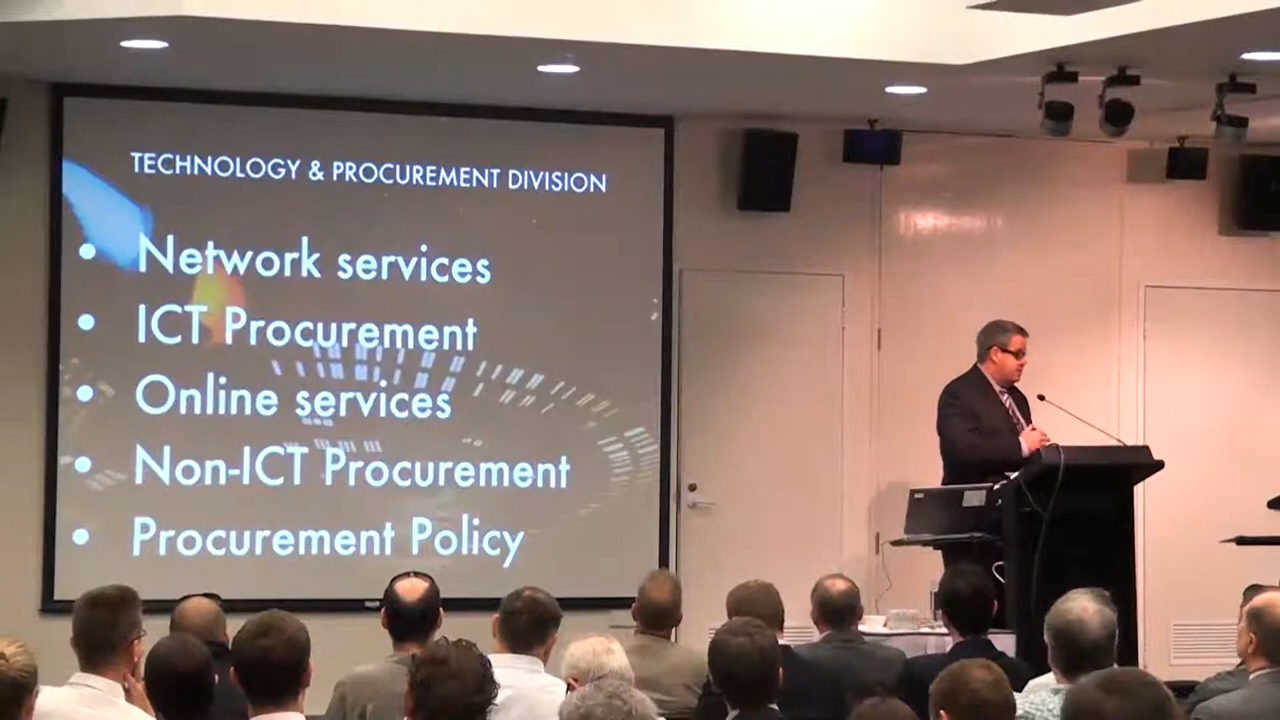 TECHNOLOGY & PROCUREMENT DIVISION
• Network services
• ICT Procurement
• Online services
• Non-ICT Procurement
• Procurement Policy